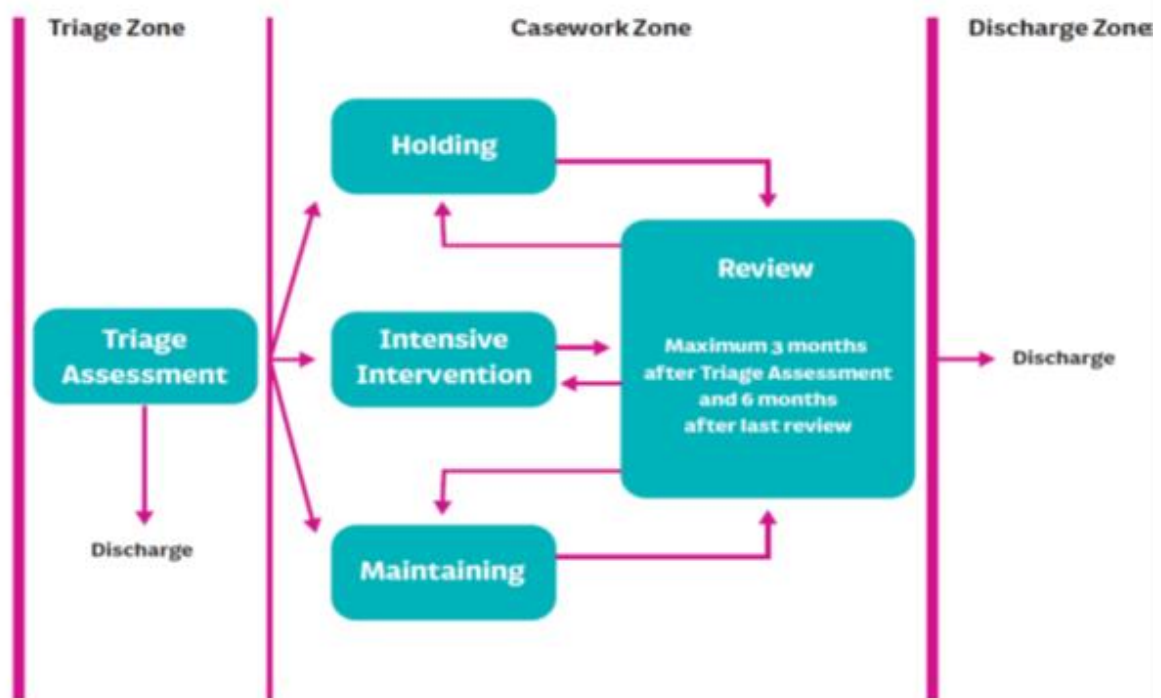 Triage Zone
Casework Zone
Discharge Zone
Holding
Review
Triage
Assessment
Intensive
Intervention
Maximum 3 months
after Triage Assessment
and 6 months
after last review
Discharge
Discharge
Maintaining